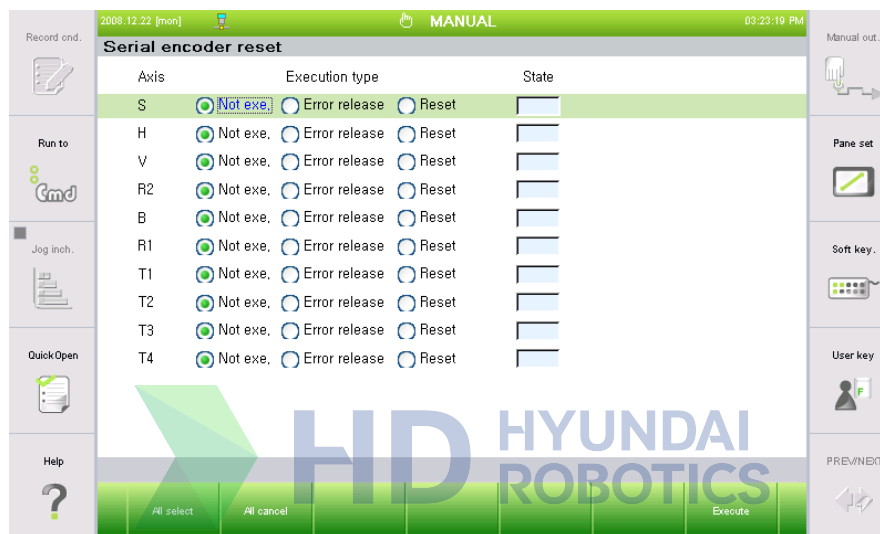 Record cnd.
2008.12.22 [mon]
MANUAL
03:23:19 PM
Manual out.
Serial encoder reset
Axis Execution type State
S Not exe, Error release Reset
H Not exe, Error release Reset
Run to
Pane set
V Not exe, Error release Reset
Cmd
R2 Not exe, Error release Reset
B Not exe, Error release Reset
Jog inch.
R1 Not exe, Error release Reset
Soft key.
T1 Not exe, Error release Reset
T2 Not exe, Error release Reset
T3 Not exe, Error release Reset
QuickOpen
T4 Not exe, Error release Reset
User key
F
HD HYUNDAI
ROBOTICS
Help
PREV/NEXT
All select All cancel Execute